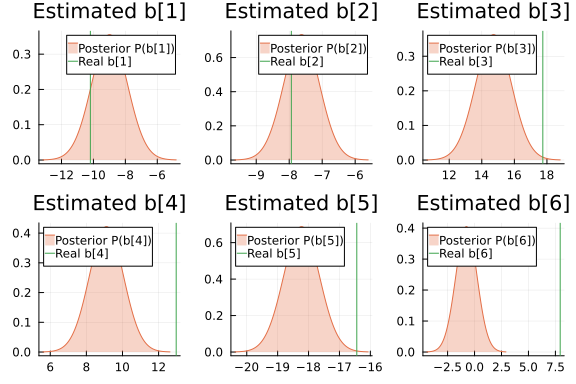 Estimated b[1]
Estimated b[2]
Estimated b[3]
0.3
0.2
0.1
0.0
Posterior P(b[1])
Real b[1]
−12
−10
−8
−6
0.6
0.4
0.2
0.0
Posterior P(b[2])
Real b[2]
−9
−8
−7
−6
0.3
0.2
0.1
0.0
Posterior P(b[3])
Real b[3]
12
14
16
18
Estimated b[4]
Estimated b[5]
Estimated b[6]
0.4
0.3
0.2
0.1
0.0
Posterior P(b[4])
Real b[4]
6
8
10
12
0.6
0.4
0.2
0.0
Posterior P(b[5])
Real b[5]
−20
−19
−18
−17
−16
0.4
0.3
0.2
0.1
0.0
Posterior P(b[6])
Real b[6]
−2.5
0.0
2.5
5.0
7.5